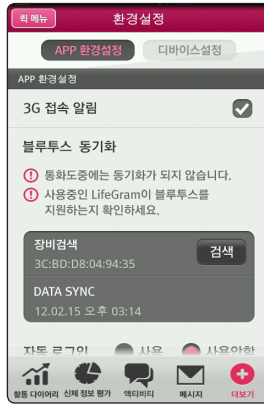 퀵 메뉴
환경설정
APP 환경설정
디바이스설정
APP 환경설정
3G 접속 알림
블루투스 동기화
통화도중에는 동기화가 되지 않습니다.
사용중인 LifeGram이 블루투스를
지원하는지 확인하세요.
장비검색
3C:BD:D8:04:94:35
검색
DATA SYNC
12.02.15 오후 03:14
자동 로그인 사용 사용안함
활동 다이어리 신체 정보 평가 액티비티 메시지 더보기